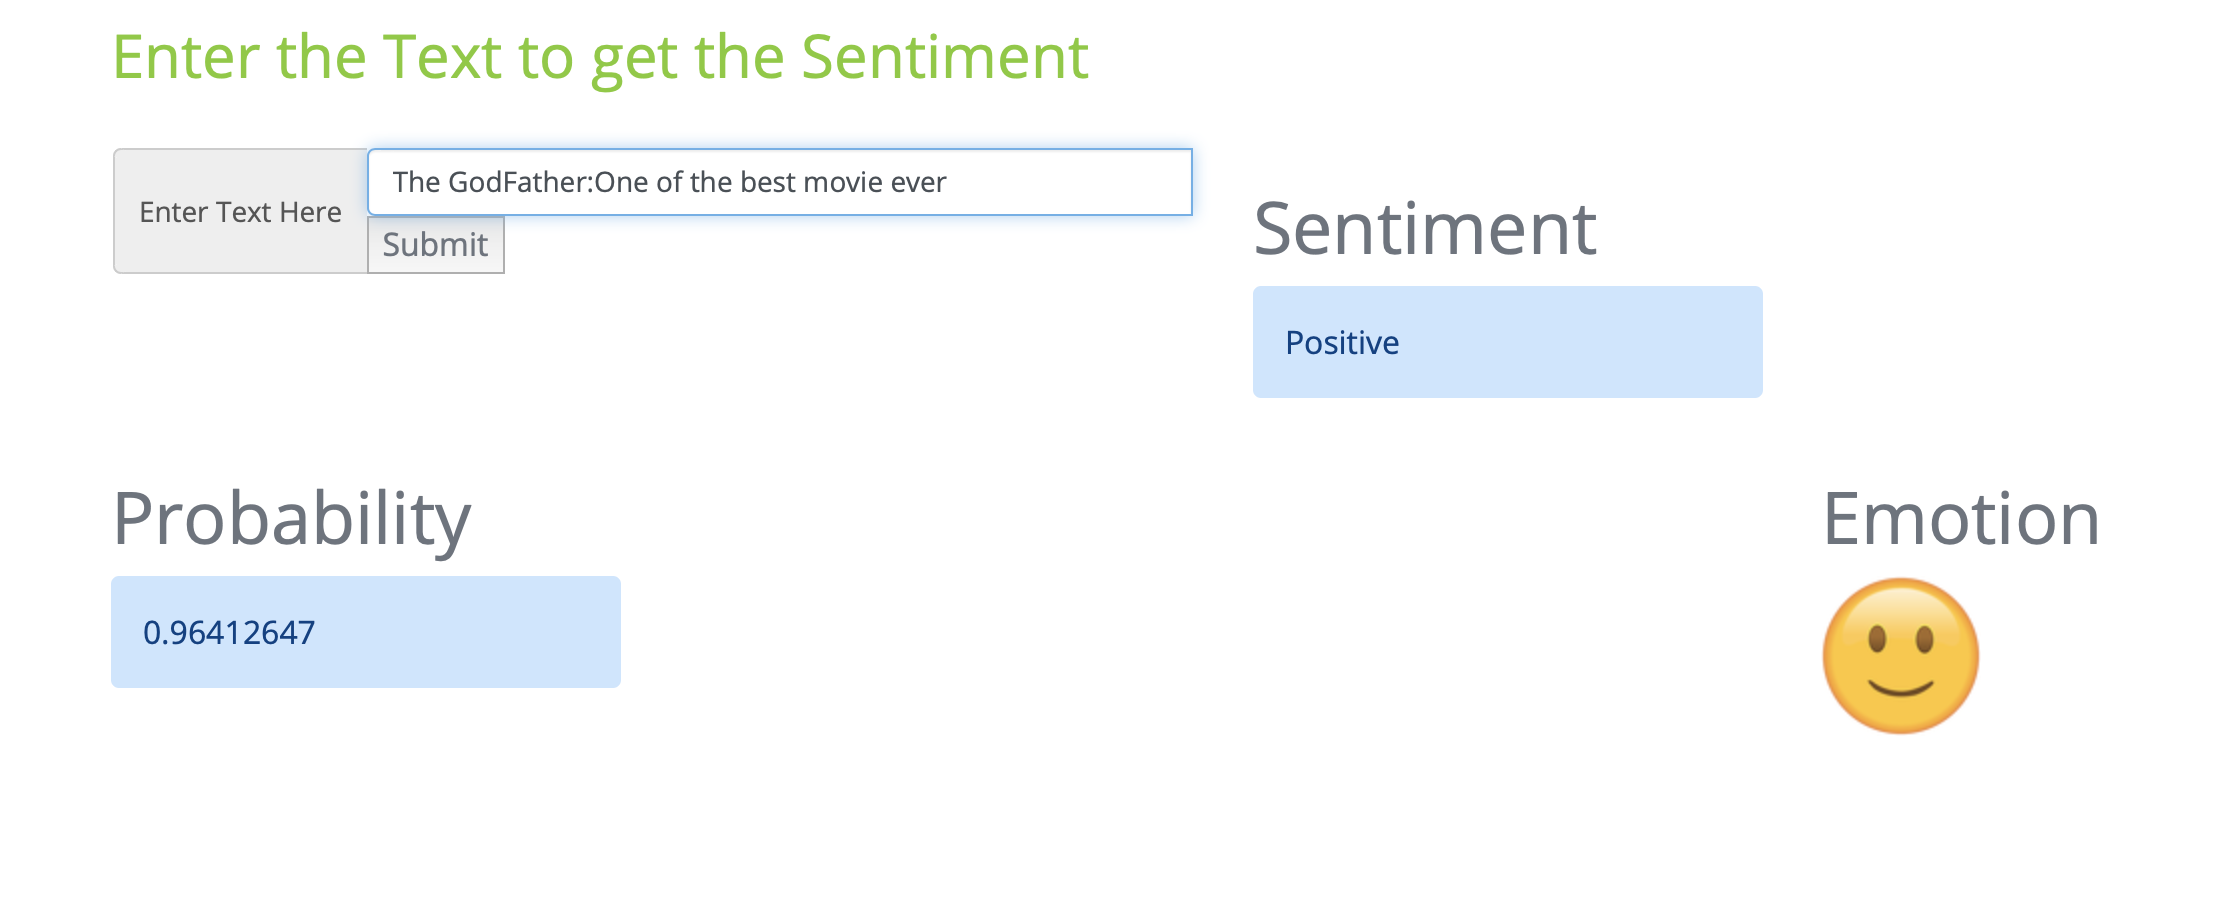 Enter the Text to get the Sentiment
Enter Text Here
The GodFather:One of the best movie ever
Submit
Sentiment
Positive
Probability
0.96412647
Emotion